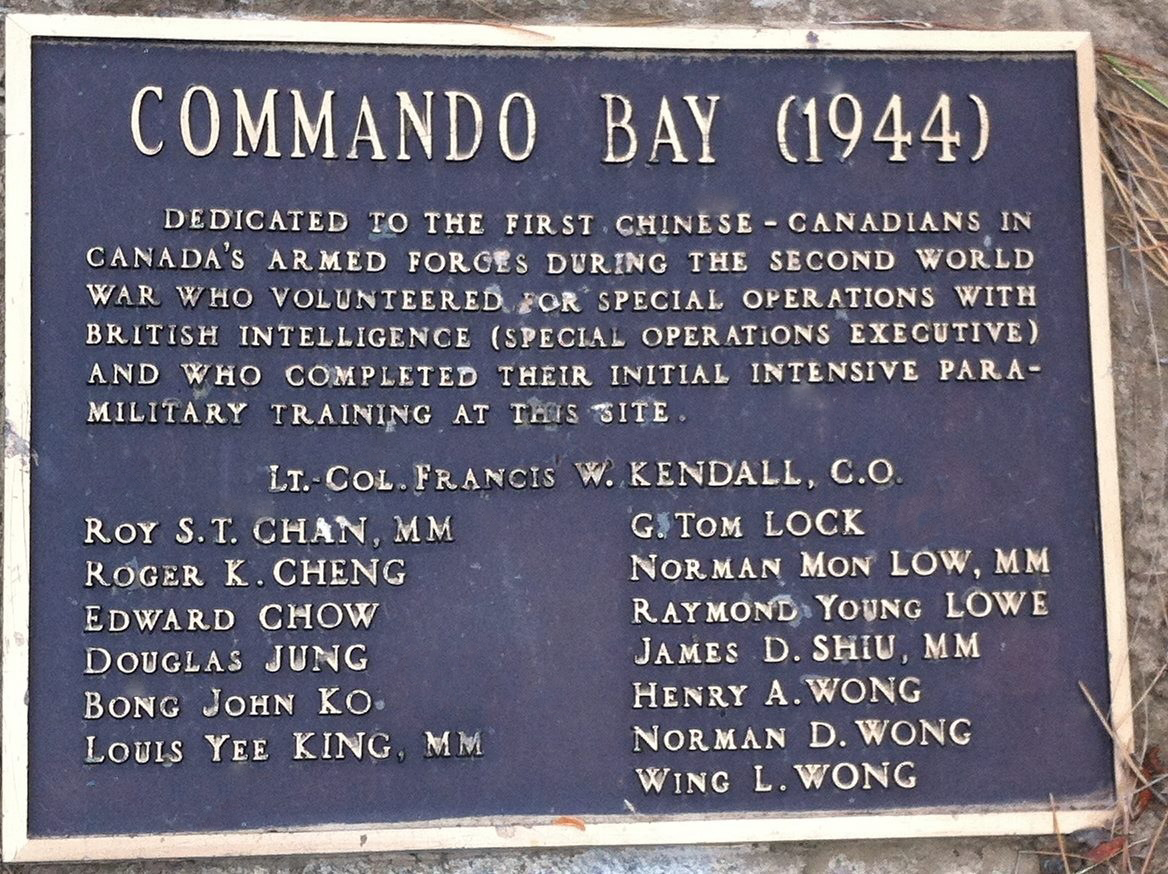 COMMANDO BAY (1944)
DEDICATED TO THE FIRST CHINESE-CANADIANS IN
CANADA'S ARMED FORCES DURING THE SECOND WORLD
WAR WHO VOLUNTEERED FOR SPECIAL OPERATIONS WITH
BRITISH INTELLIGENCE (SPECIAL OPERATIONS EXECUTIVE)
AND WHO COMPLETED THEIR INITIAL INTENSIVE PARA-
MILITARY TRAINING AT THIS SITE.
LT.-COL. FRANCIS W. KENDALL, C.O.
ROY S.T. CHAN, MM
ROGER K. CHENG
EDWARD CHOW
DOUGLAS JUNG
BONG JOHN KO
LOUIS YEE KING, MM
G. TOM LOCK
NORMAN MON LOW, MM
RAYMOND YOUNG LOWE
JAMES D. SHIU, MM
HENRY A. WONG
NORMAN D. WONG
WING L. WONG